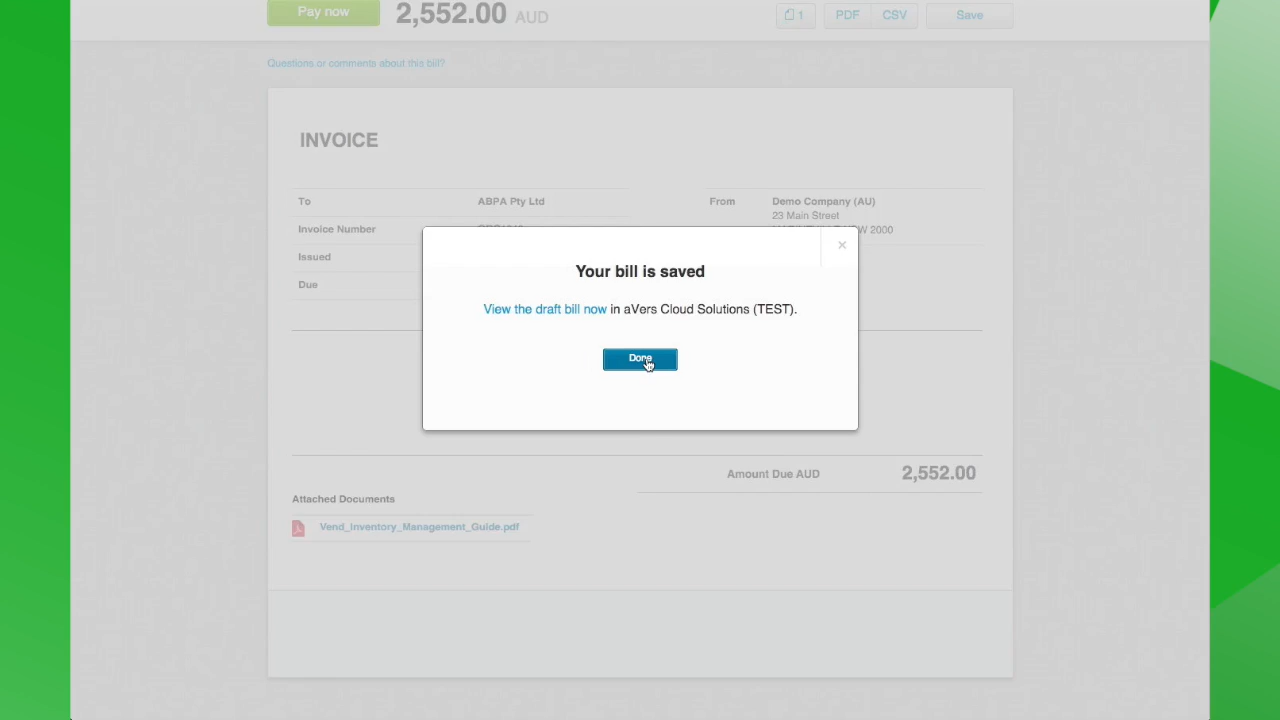 Pay now 2,552.00 AUD 1 PDF CSV Save
Questions or comments about this bill?
INVOICE
To ABPA Pty Ltd From Demo Company (AU)
23 Main Street
Invoice Number 2000
Issued
Due
×
Your bill is saved
View the draft bill now in aVers Cloud Solutions (TEST).
Done
Amount Due AUD 2,552.00
Attached Documents
Vend_Inventory_Management_Guide.pdf